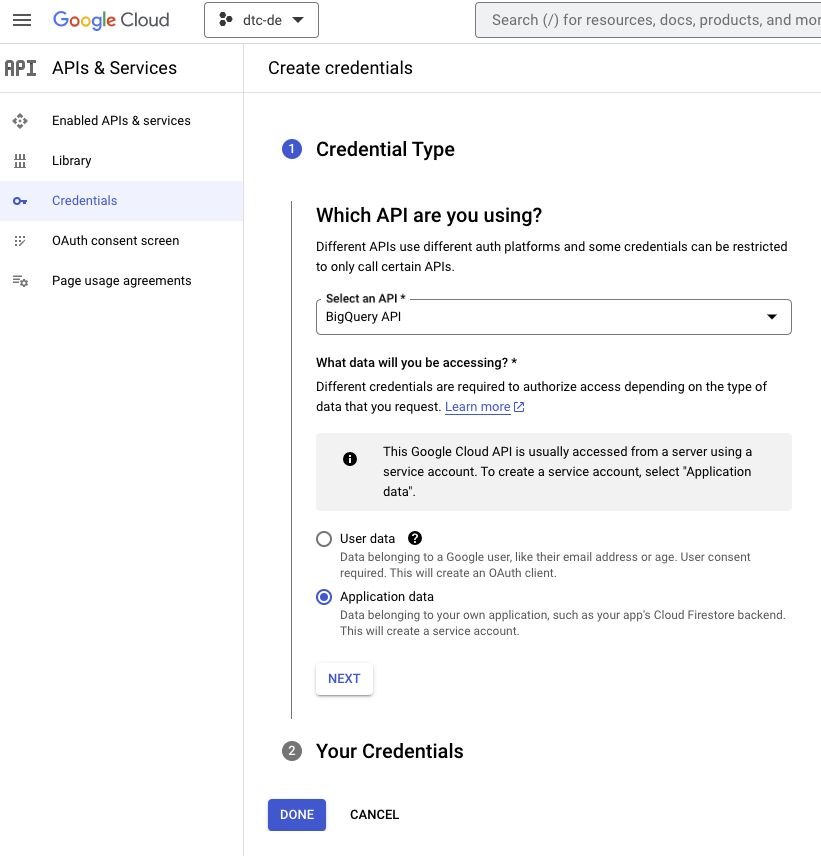 Google Cloud
dtc-de
Search (/) for resources, docs, products, and mor
API
APIs & Services
Create credentials
Enabled APIs & services
Library
Credentials
OAuth consent screen
Page usage agreements
1
Credential Type
Which API are you using?
Different APIs use different auth platforms and some credentials can be restricted
to only call certain APIs.
Select an API *
BigQuery API
What data will you be accessing? *
Different credentials are required to authorize access depending on the type of
data that you request. Learn more
This Google Cloud API is usually accessed from a server using a
service account. To create a service account, select "Application
data".
User data
Data belonging to a Google user, like their email address or age. User consent
required. This will create an OAuth client.
Application data
Data belonging to your own application, such as your app's Cloud Firestore backend.
This will create a service account.
NEXT
2
Your Credentials
DONE
CANCEL